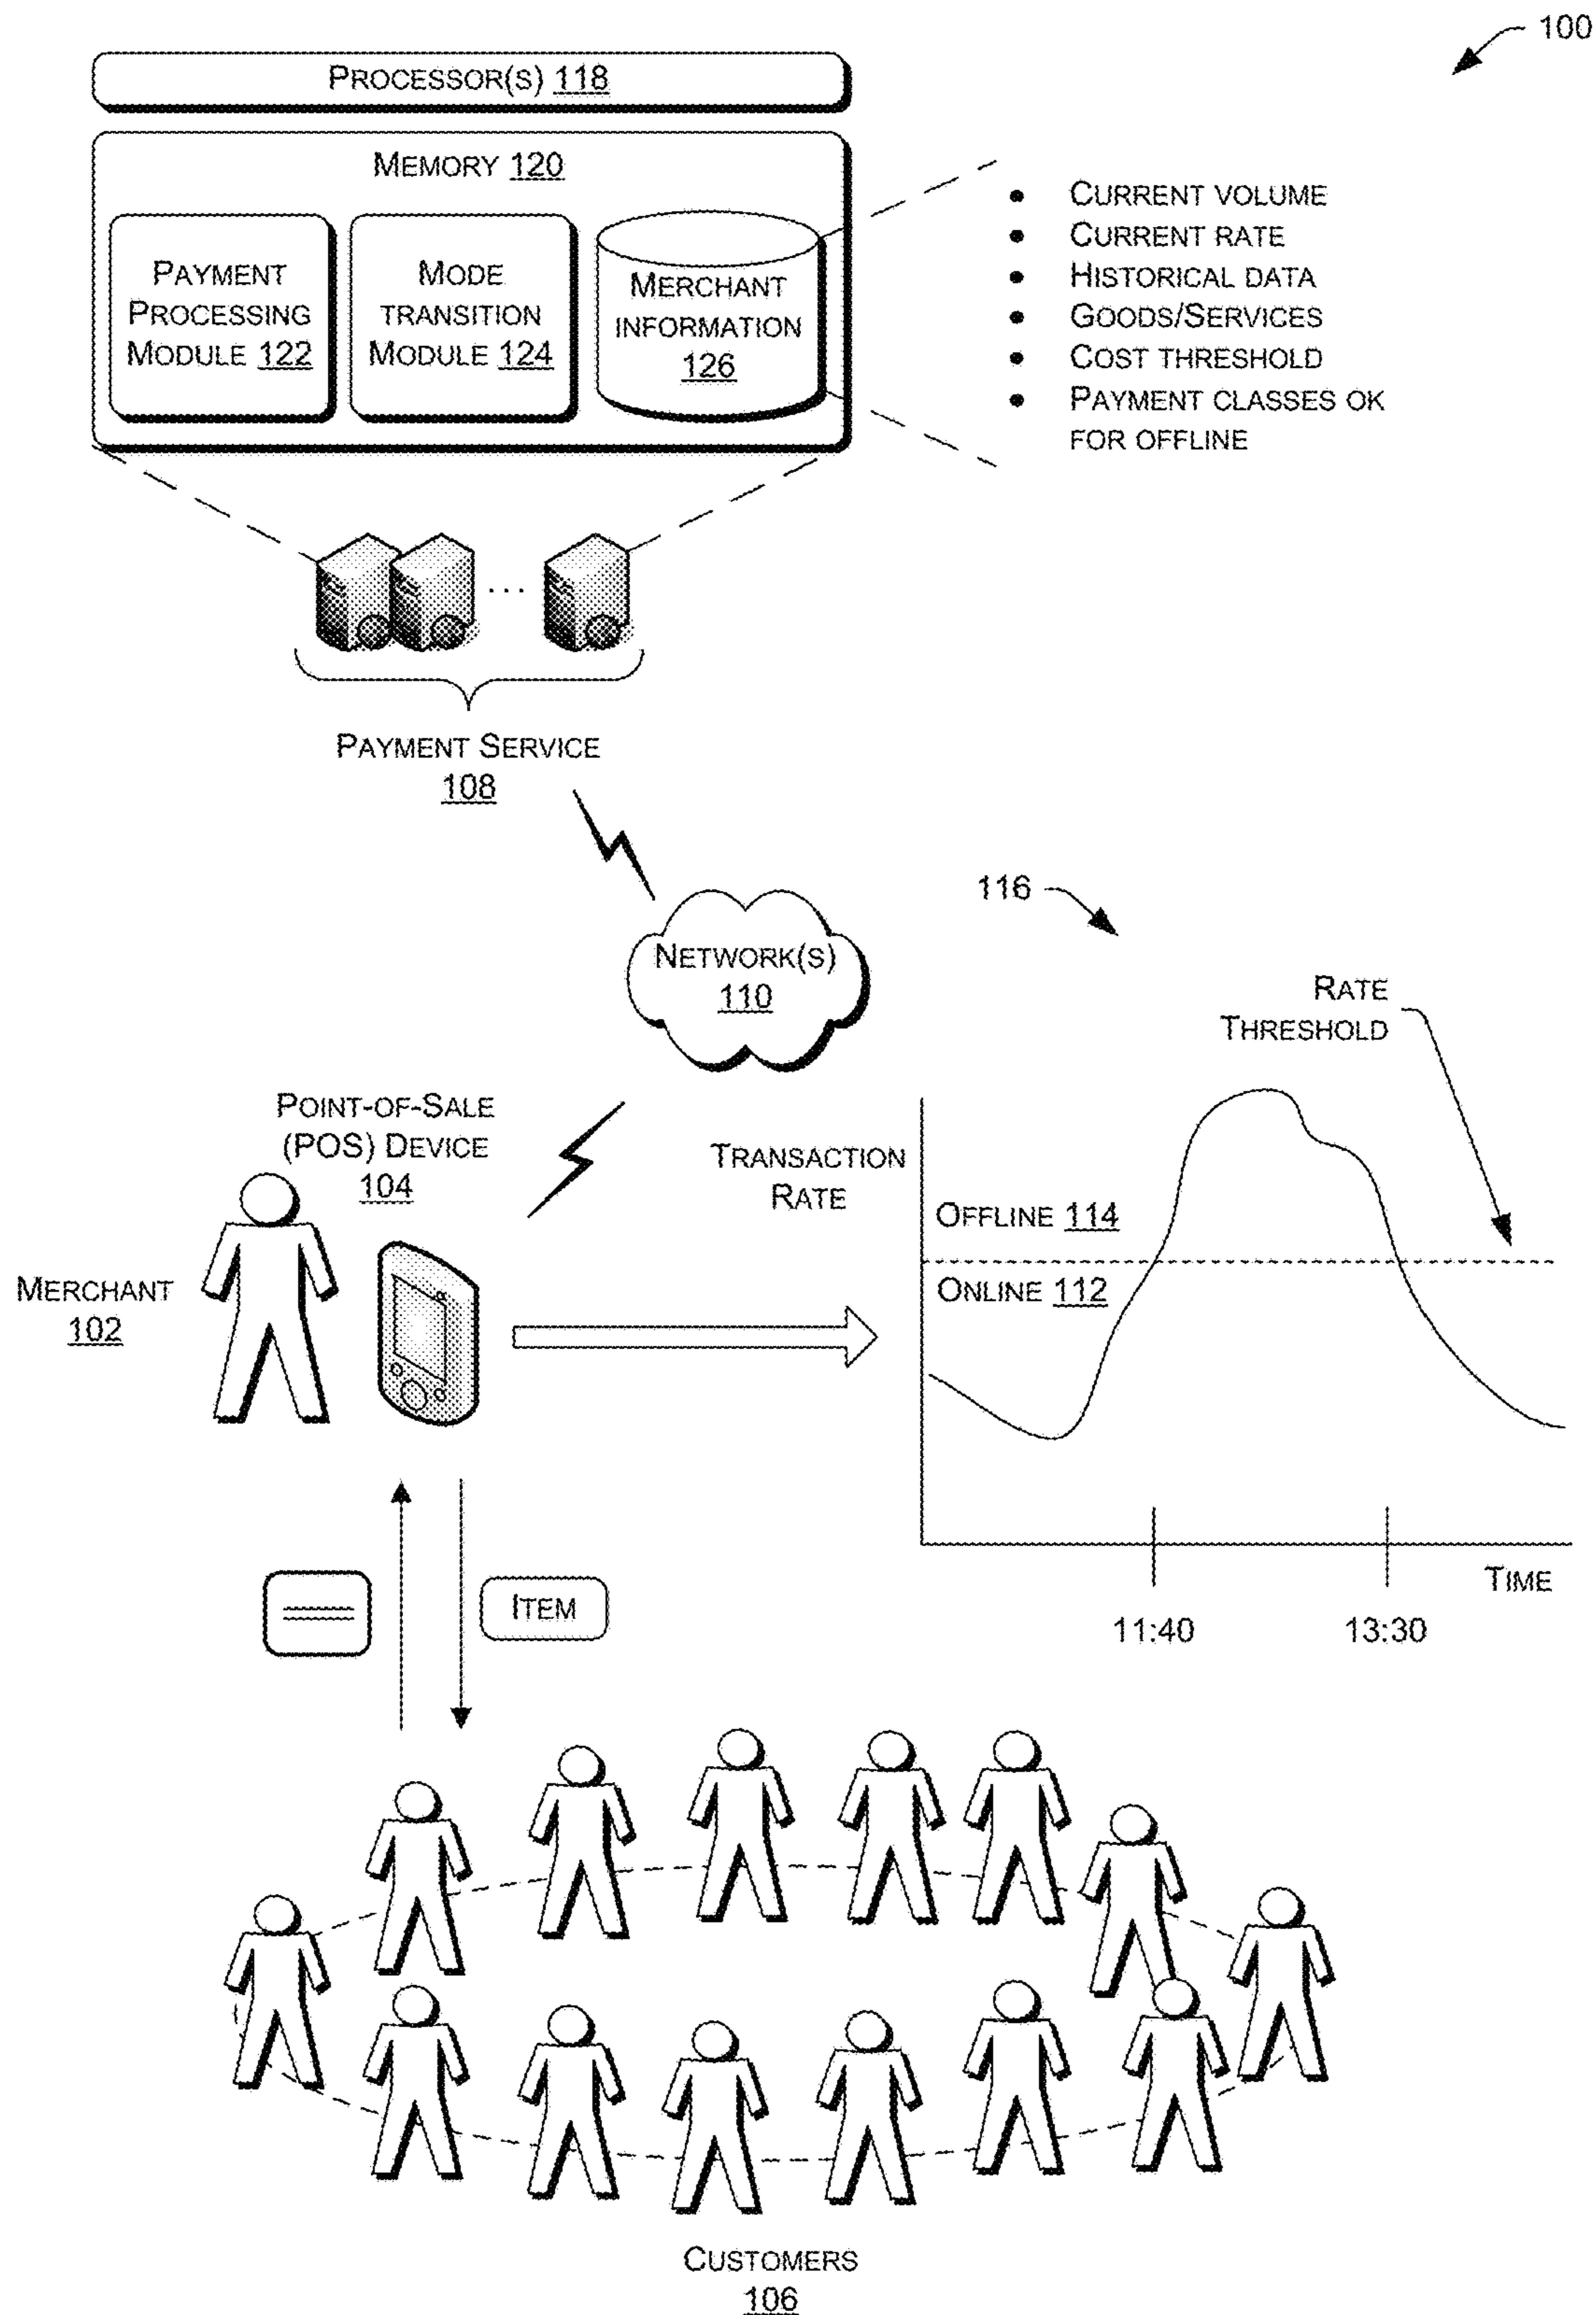 100
PROCESSOR(S) 118
MEMORY 120
PAYMENT
PROCESSING
MODULE 122
MODE
TRANSITION
MODULE 124
MERCHANT
INFORMATION
126
• CURRENT VOLUME
• CURRENT RATE
• HISTORICAL DATA
• GOODS/SERVICES
• COST THRESHOLD
• PAYMENT CLASSES OK
FOR OFFLINE
...
PAYMENT SERVICE
108
NETWORK(S)
110
116
RATE
THRESHOLD
POINT-OF-SALE
(POS) DEVICE
104
MERCHANT
102
TRANSACTION
RATE
OFFLINE 114
ONLINE 112
TIME
11:40
13:30
ITEM
CUSTOMERS
106